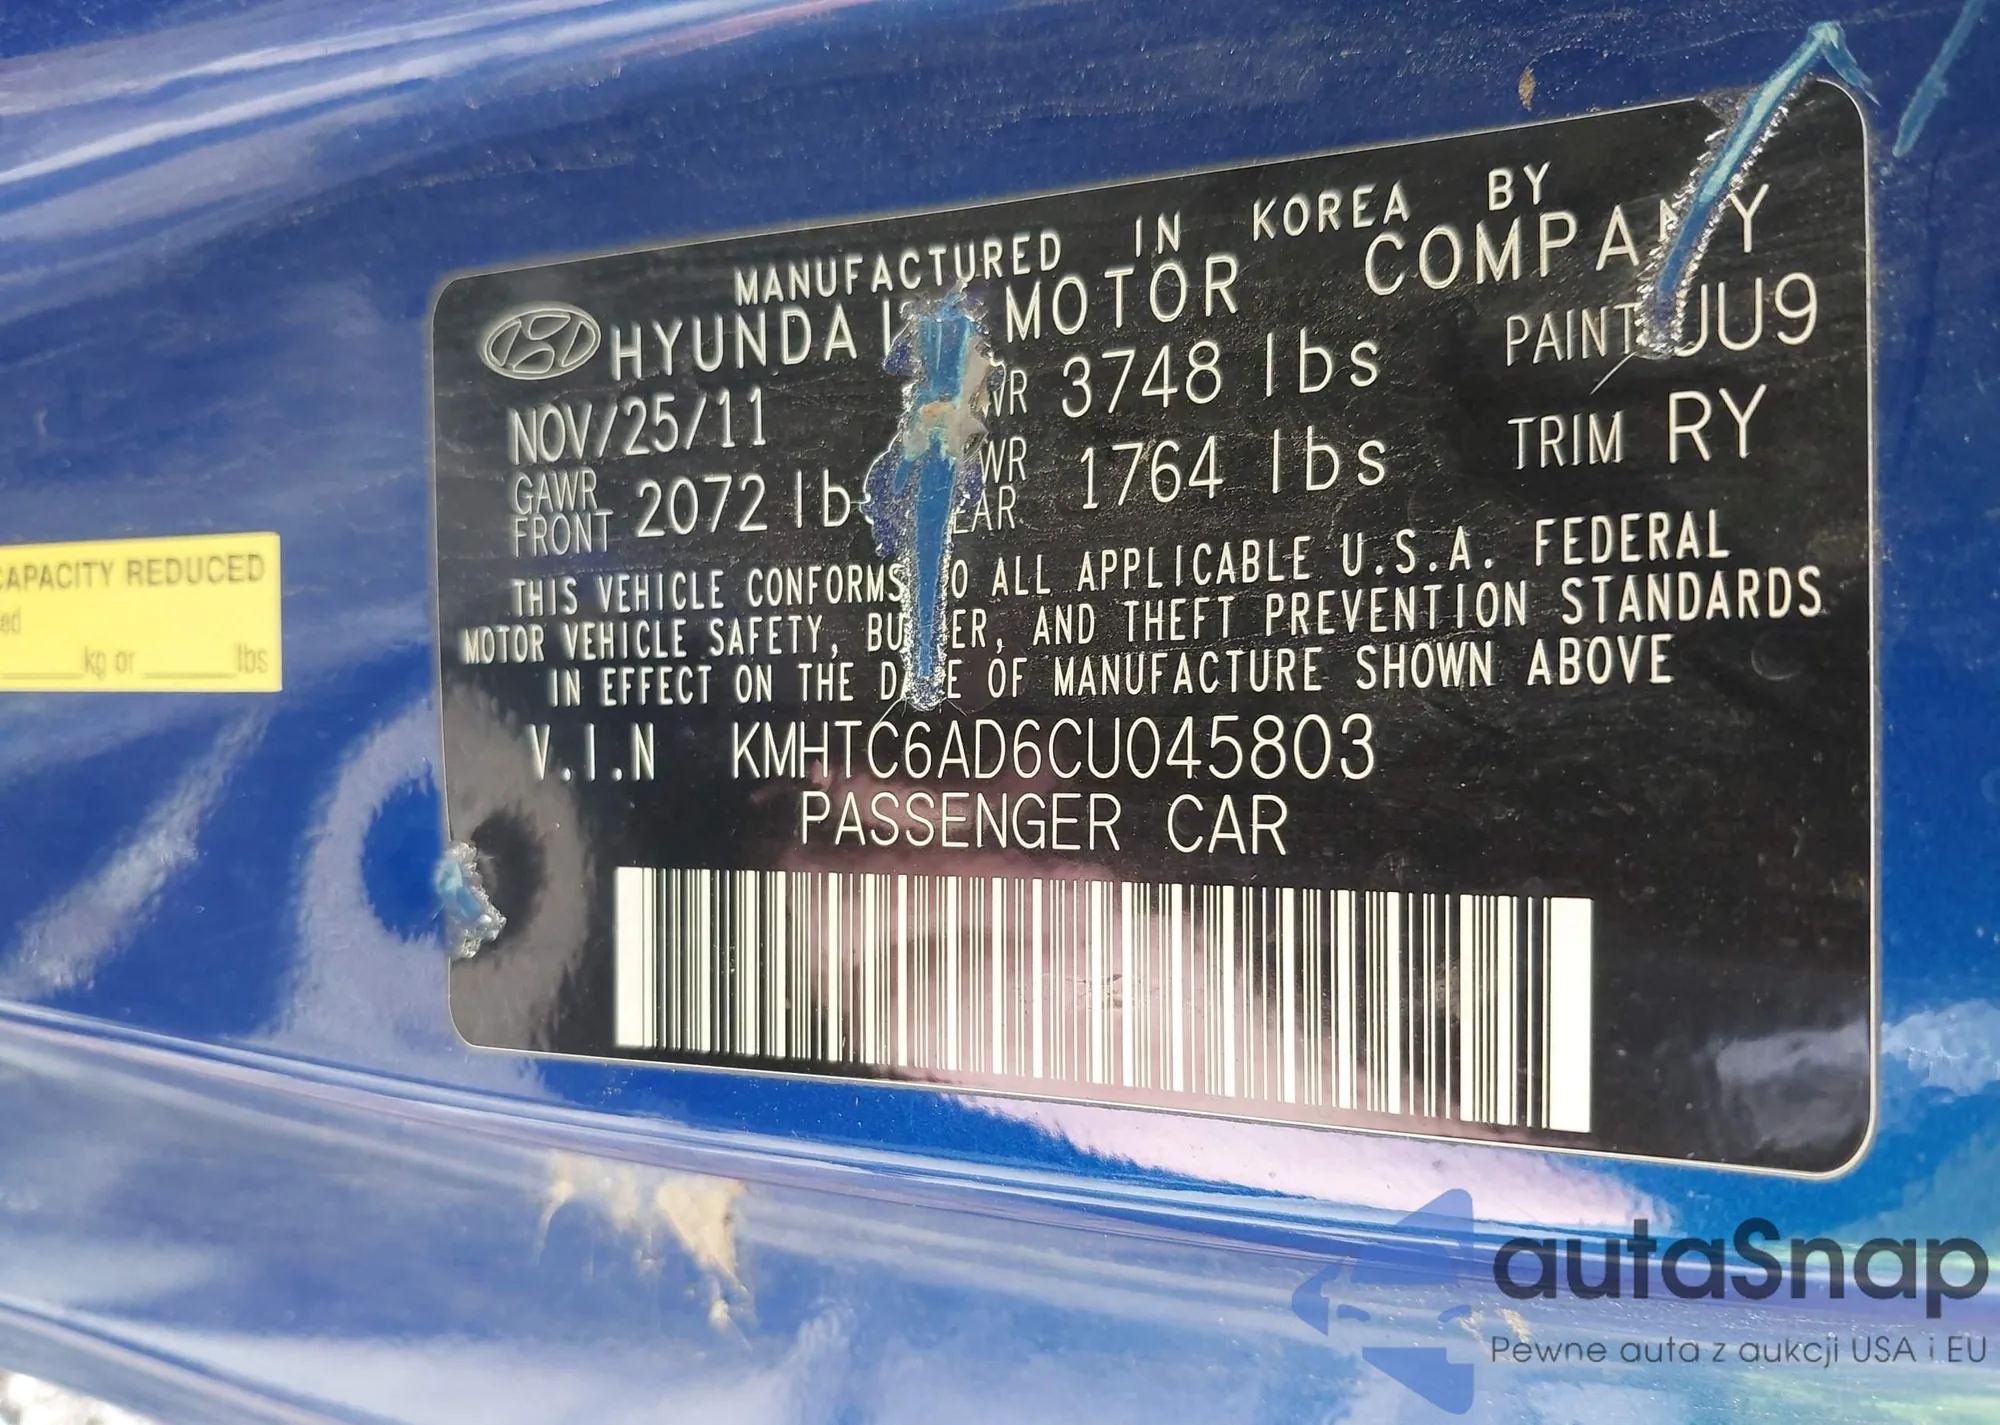 MANUFACTURED IN KOREA BY
HYUNDAI MOTOR COMPANY
NOV/25/11 3748 lbs PAINT UU9
GAWR FRONT 2072 lb 1764 lbs TRIM RY
THIS VEHICLE CONFORMS ALL APPLICABLE U.S.A. FEDERAL
MOTOR VEHICLE SAFETY, AND THEFT PREVENTION STANDARDS
IN EFFECT ON THE OF MANUFACTURE SHOWN ABOVE
V.I.N KMHTC6AD6CU045803
PASSENGER CAR
CAPACITY REDUCED
kg or lbs
autaSnap
Pewne auta z aukcji USA i EU